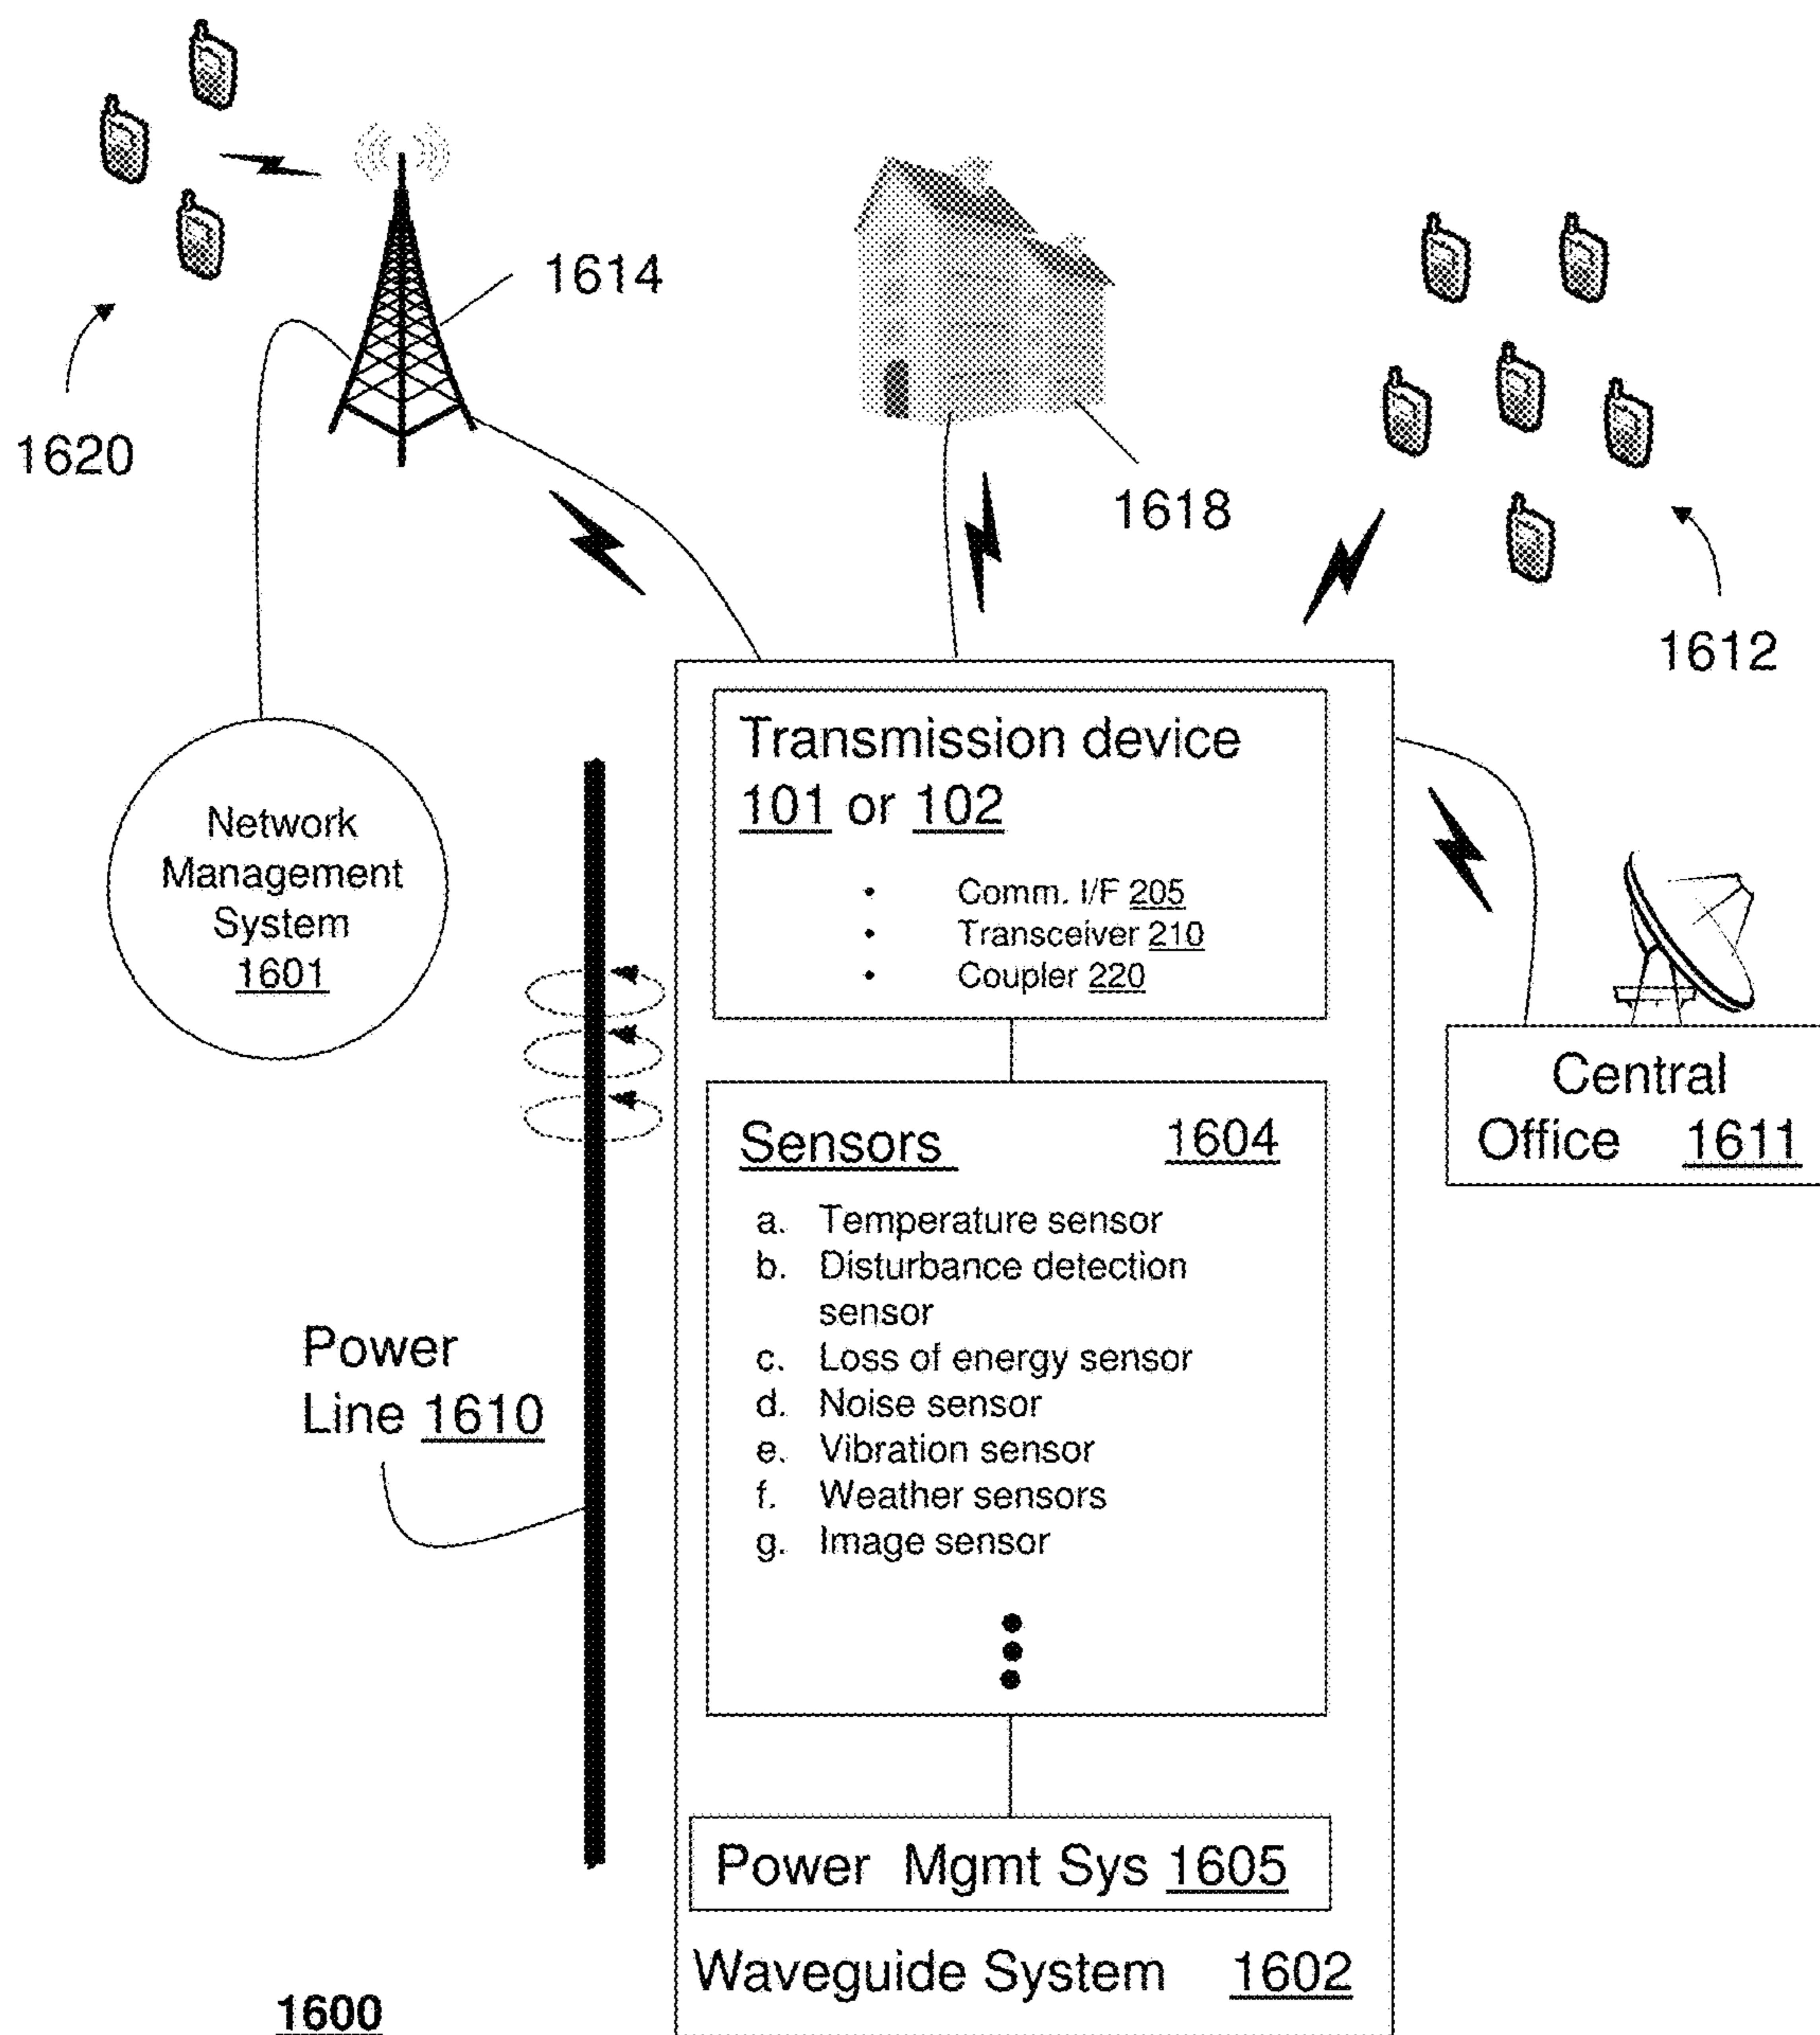 1614
1620
1618
1612
Transmission device
101 or 102
• Comm. I/F 205
• Transceiver 210
• Coupler 220
Network
Management
System
1601
Central
Office 1611
Sensors 1604
a. Temperature sensor
b. Disturbance detection
sensor
c. Loss of energy sensor
d. Noise sensor
e. Vibration sensor
f. Weather sensors
g. Image sensor
Power
Line 1610
Power Mgmt Sys 1605
Waveguide System 1602
1600